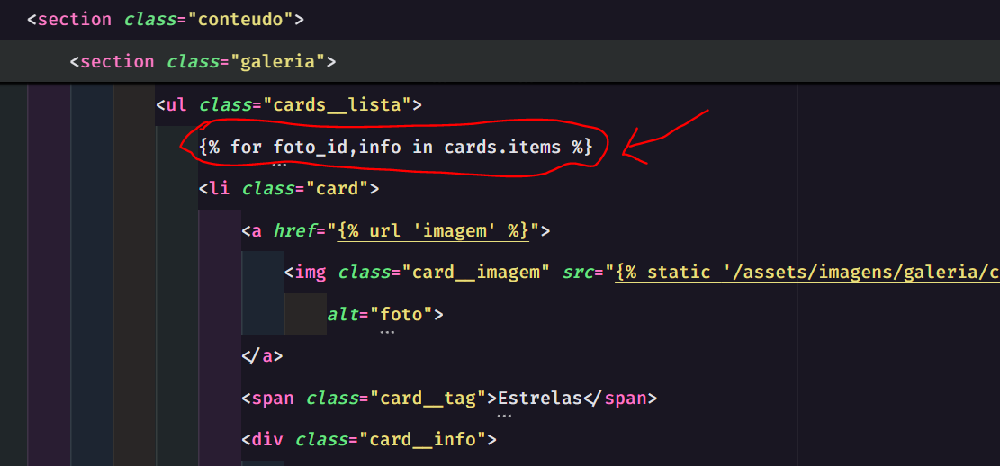 <section class="conteudo">
<section class="galeria">
<ul class="cards__lista">
{% for foto_id,info in cards.items %}
<li class="card">
<a href="{% url 'imagem' %}">
<img class="card__imagem" src="{% static '/assets/imagens/galeria/c
alt="foto">
</a>
<span class="card__tag">Estrelas</span>
<div class="card__info">